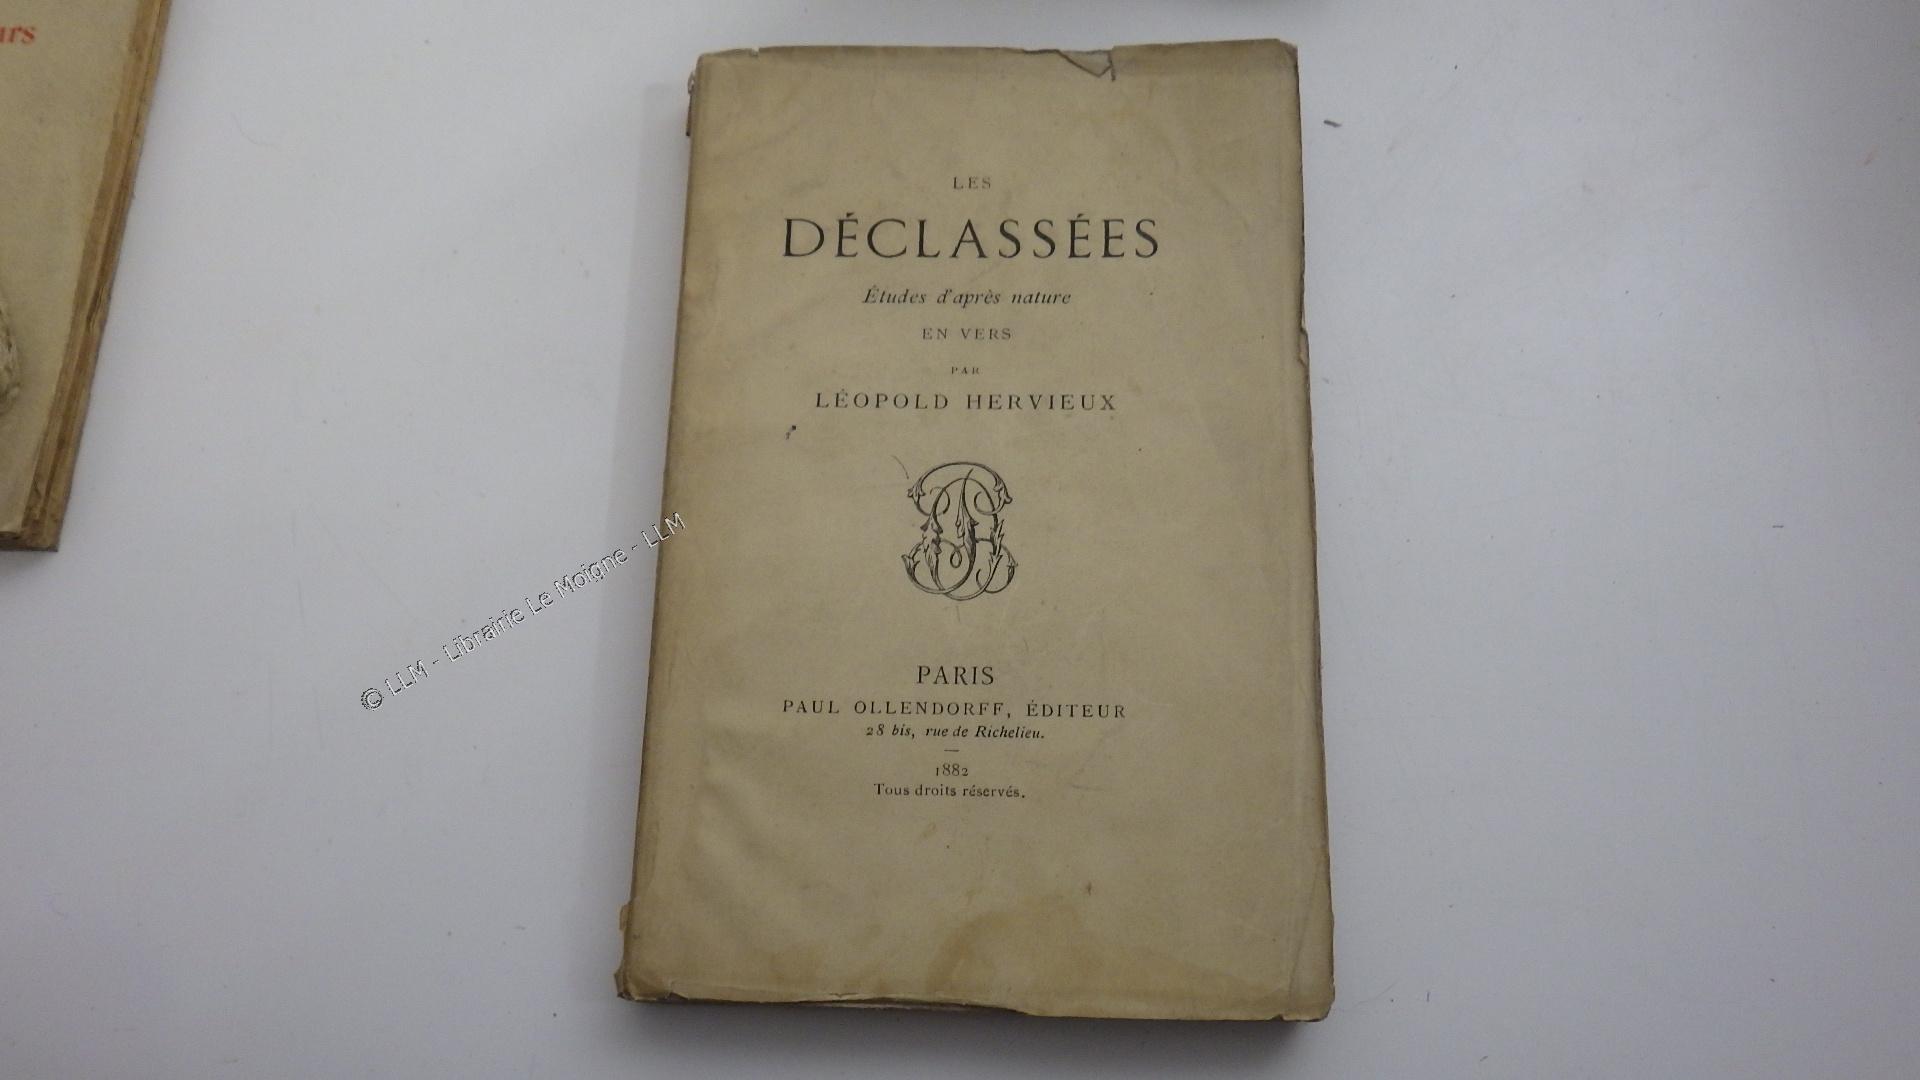 urs
LES
DÉCLASSÉES
Études d'après nature
EN VERS
PAR
LÉOPOLD HERVIEUX
PARIS
PAUL OLLENDORFF, ÉDITEUR
28 bis, rue de Richelieu.
1882
Tous droits réservés.
© LLM - Librairie Le Moigne - LLM